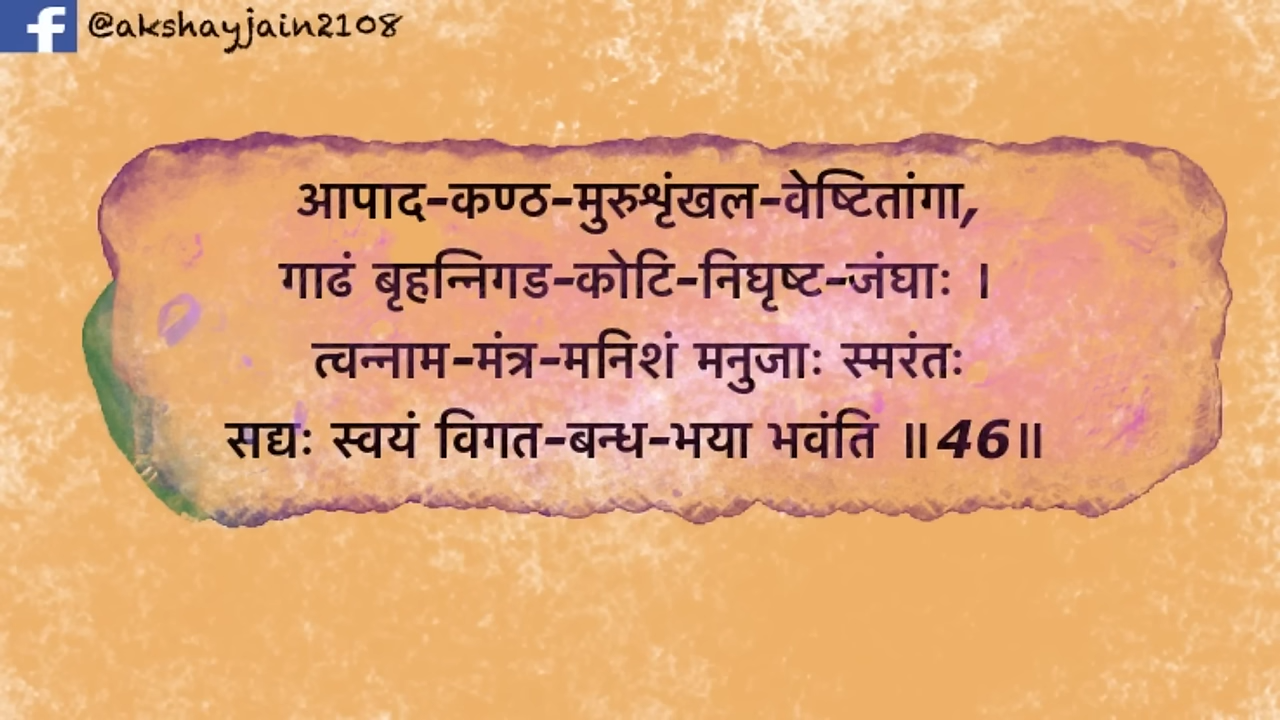 @akshayjain2108
आपाद-कण्ठ-मुरुशृंखल-वेष्टितांगा,
गाढं बृहन्निगड-कोटि-निघृष्ट-जंघाः ।
त्वन्नाम-मंत्र-मनिशं मनुजाः स्मरंतः
सद्यः स्वयं विगत-बन्ध-भया भवंति ॥46॥